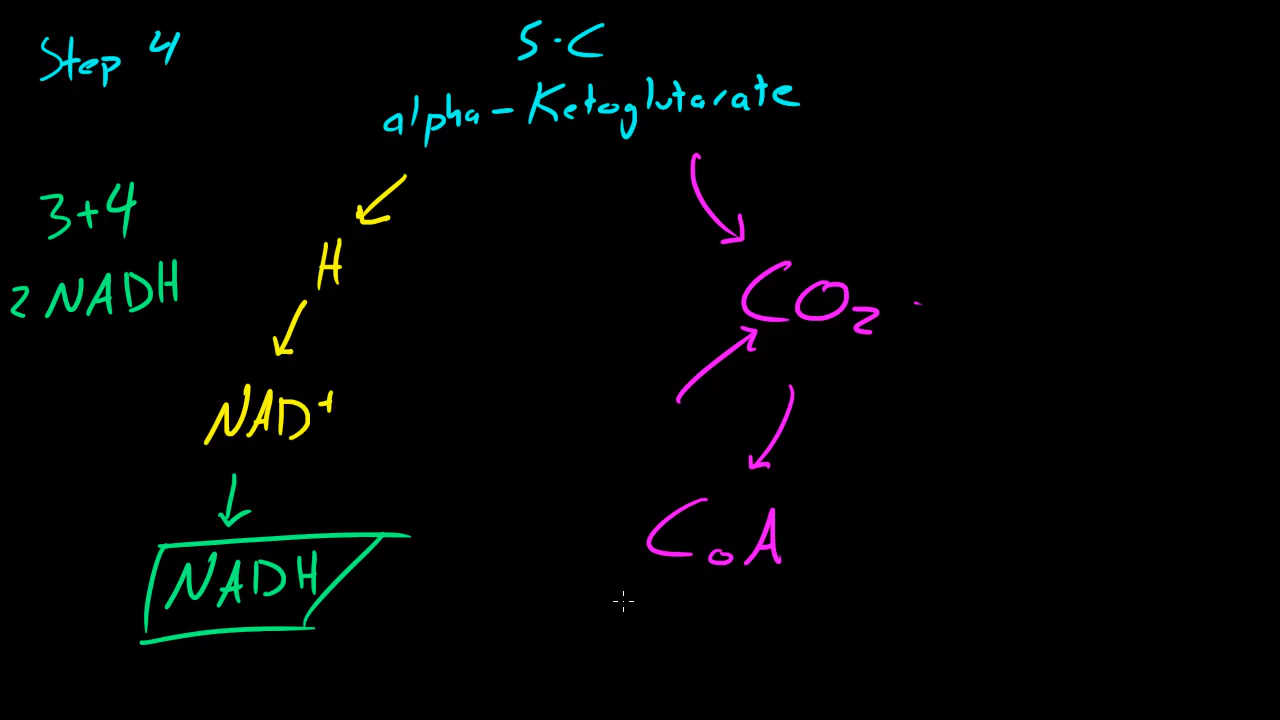 Step 4
5-C
alpha-Ketoglutarate
3+4
2 NADH
H
NAD+
NADH
CO2
CoA